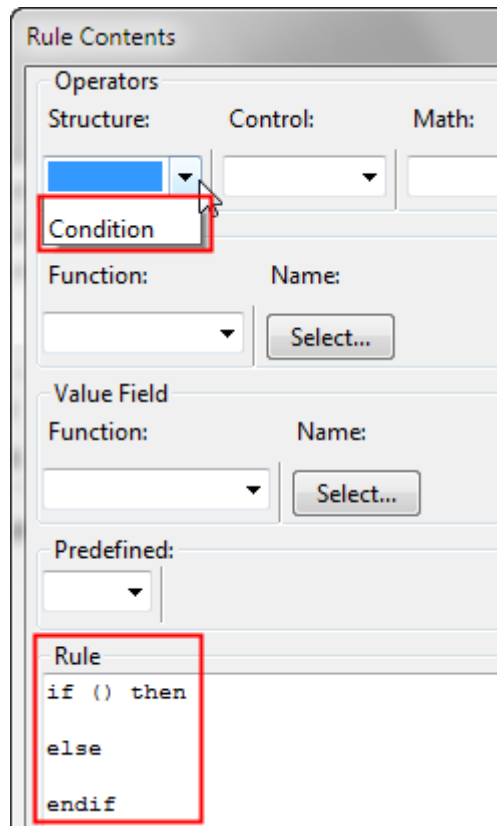 Rule Contents
Operators
Structure: Control: Math:
Condition
Function: Name:
Select...
Value Field
Function: Name:
Select...
Predefined:
Rule
if () then
else
endif